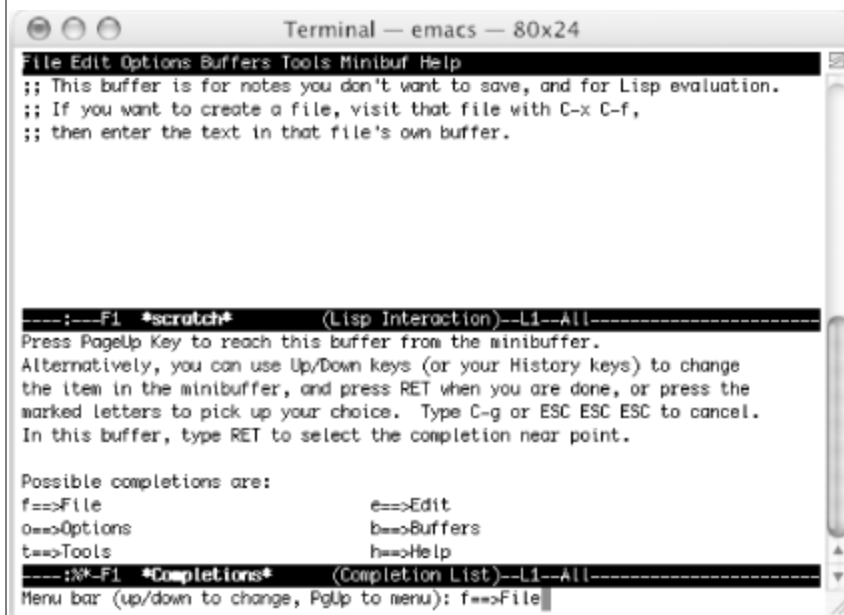 Terminal — emacs — 80x24
File Edit Options Buffers Tools Minibuf Help
;; This buffer is for notes you don't want to save, and for Lisp evaluation.
;; If you want to create a file, visit that file with C-x C-f,
;; then enter the text in that file's own buffer.
----:---F1  *scratch*        (Lisp Interaction)--L1--All-----------------------
Press PageUp Key to reach this buffer from the minibuffer.
Alternatively, you can use Up/Down keys (or your History keys) to change
the item in the minibuffer, and press RET when you are done, or press the
marked letters to pick up your choice.  Type C-g or ESC ESC ESC to cancel.
In this buffer, type RET to select the completion near point.
Possible completions are:
f==>File                           e==>Edit
o==>Options                        b==>Buffers
t==>Tools                          h==>Help
----:%*-F1  *Completions*     (Completion List)--L1--All-----------------------
Menu bar (up/down to change, PgUp to menu): f==>File